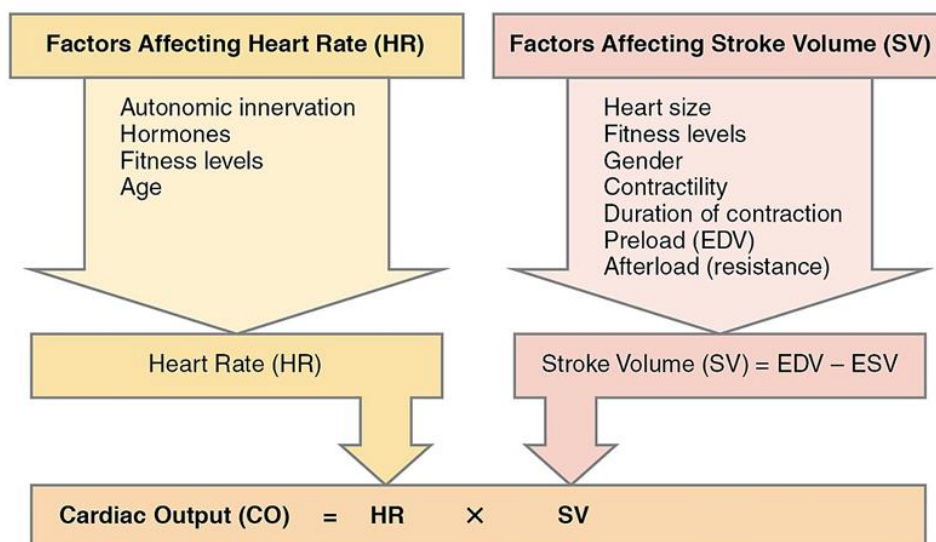 Factors Affecting Heart Rate (HR)
Autonomic innervation
Hormones
Fitness levels
Age
Heart Rate (HR)
Factors Affecting Stroke Volume (SV)
Heart size
Fitness levels
Gender
Contractility
Duration of contraction
Preload (EDV)
Afterload (resistance)
Stroke Volume (SV) = EDV – ESV
Cardiac Output (CO) = HR × SV